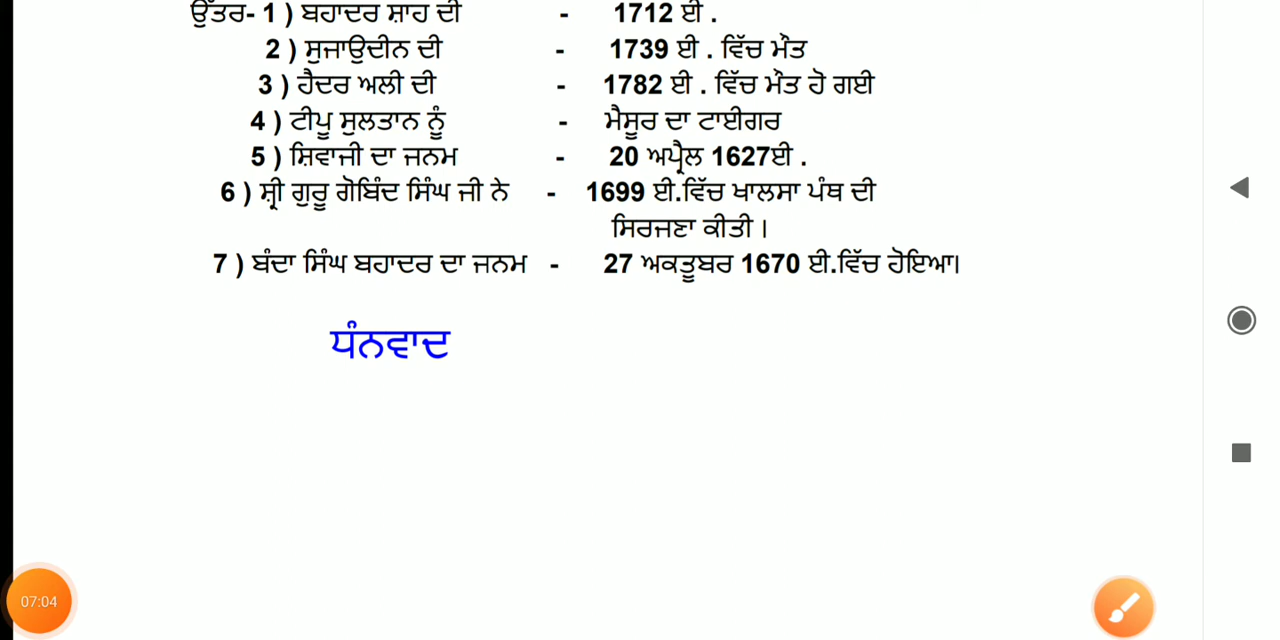 ਉੱਤਰ- 1 ) ਬਹਾਦਰ ਸ਼ਾਹ ਦੀ - 1712 ਈ .
2 ) ਸੁਜਾਉਦੀਨ ਦੀ - 1739 ਈ . ਵਿੱਚ ਮੌਤ
3 ) ਹੈਦਰ ਅਲੀ ਦੀ - 1782 ਈ . ਵਿੱਚ ਮੌਤ ਹੋ ਗਈ
4 ) ਟੀਪੂ ਸੁਲਤਾਨ ਨੂੰ - ਮੈਸੂਰ ਦਾ ਟਾਈਗਰ
5 ) ਸ਼ਿਵਾਜੀ ਦਾ ਜਨਮ - 20 ਅਪ੍ਰੈਲ 1627ਈ .
6 ) ਸ਼੍ਰੀ ਗੁਰੂ ਗੋਬਿੰਦ ਸਿੰਘ ਜੀ ਨੇ - 1699 ਈ.ਵਿੱਚ ਖਾਲਸਾ ਪੰਥ ਦੀ
ਸਿਰਜਣਾ ਕੀਤੀ ।
7 ) ਬੰਦਾ ਸਿੰਘ ਬਹਾਦਰ ਦਾ ਜਨਮ - 27 ਅਕਤੂਬਰ 1670 ਈ.ਵਿੱਚ ਹੋਇਆ।
ਧੰਨਵਾਦ
07:04